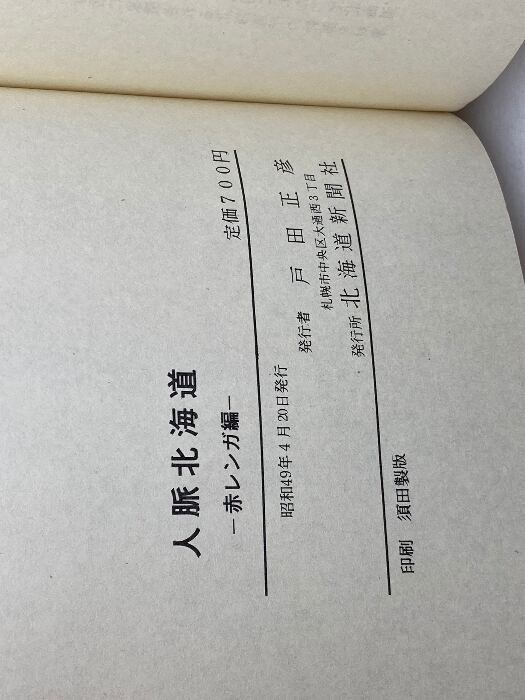 人脈北海道
―赤レンガ編―
定価700円
昭和49年4月20日発行
発行者 戸田正彦
札幌市中央区大通西3丁目
発行所 北海道新聞社
印刷 須田製版